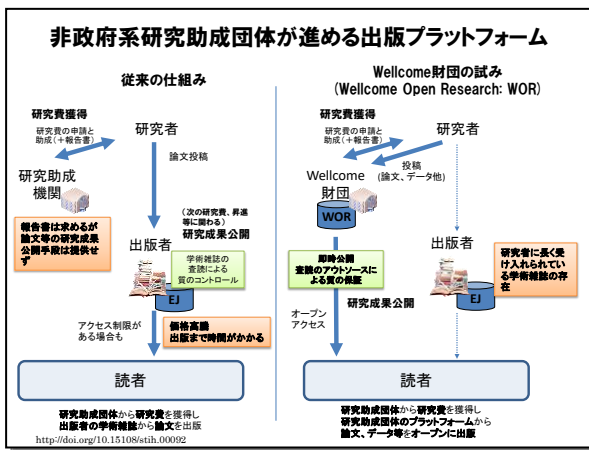 非政府系研究助成団体が進める出版プラットフォーム
従来の仕組み
研究費獲得
研究費の申請と
助成(＋報告書)
研究者
研究助成
機関
論文投稿
報告書は求めるが
論文等の研究成果
公開手段は提供せ
ず
(次の研究費、昇進
等に関わる)
研究成果公開
出版者
学術雑誌の
査読による
質のコントロール
EJ
アクセス制限が
ある場合も
価格高騰
出版まで時間がかかる
読者
研究助成団体から研究費を獲得し
出版者の学術雑誌から論文を出版
http://doi.org/10.15108/stih.00092
Wellcome財団の試み
(Wellcome Open Research: WOR)
研究費獲得
研究費の申請と
助成(＋報告書)
研究者
投稿
(論文、データ他)
Wellcome
財団
WOR
即時公開
査読のアウトソースに
よる質の保証
研究成果公開
オープン
アクセス
出版者
EJ
研究者に長く受
け入れられている
学術雑誌の存
在
読者
研究助成団体から研究費を獲得し
研究助成団体のプラットフォームから
論文、データ等をオープンに出版